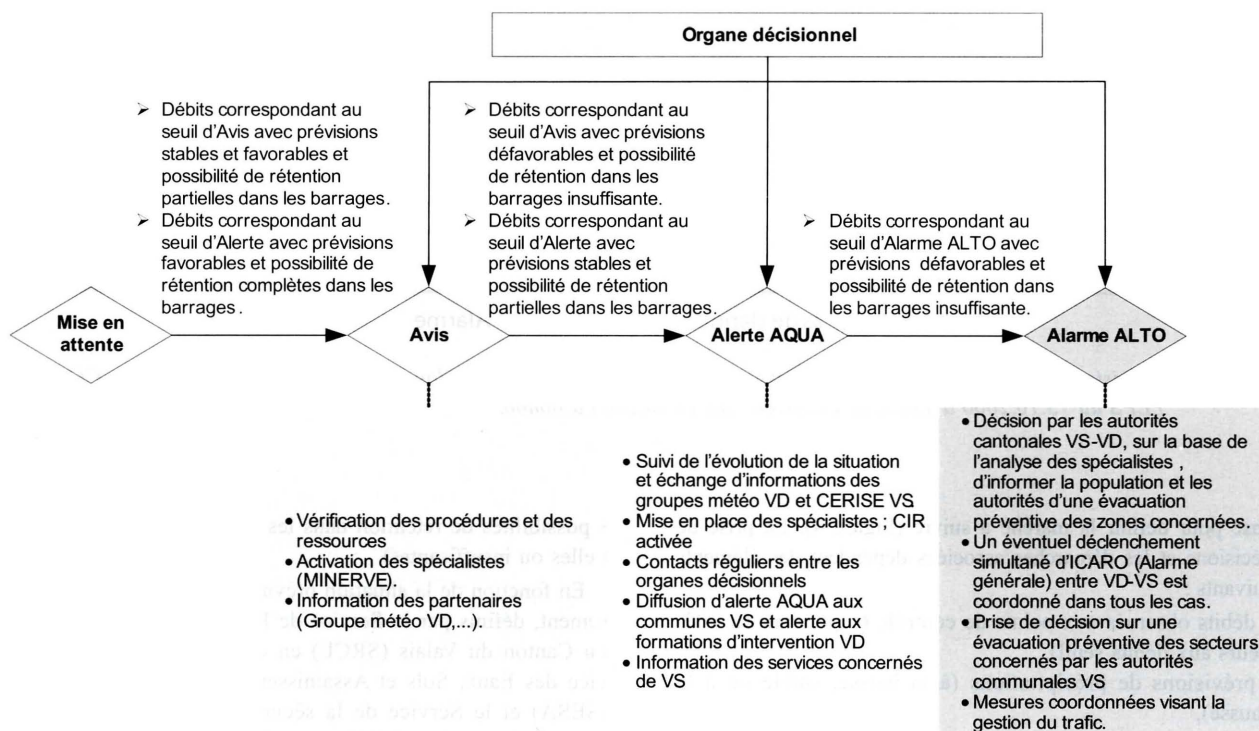 Organe décisionnel
➢ Débits correspondant au
seuil d'Avis avec prévisions
stables et favorables et
possibilité de rétention
partielles dans les barrages.
➢ Débits correspondant au
seuil d'Alerte avec prévisions
favorables et possibilité de
rétention complètes dans les
barrages .
➢ Débits correspondant au
seuil d'Avis avec prévisions
défavorables et possibilité
de rétention dans les
barrages insuffisante.
➢ Débits correspondant au
seuil d'Alerte avec
prévisions stables et
possibilité de rétention
partielles dans les barrages.
➢ Débits correspondant au
seuil d'Alarme ALTO avec
prévisions défavorables et
possibilité de rétention dans
les barrages insuffisante.
Mise en
attente
Avis
Alerte AQUA
Alarme ALTO
• Vérification des procédures et des
ressources
• Activation des spécialistes
(MINERVE).
• Information des partenaires
(Groupe météo VD,...).
• Suivi de l'évolution de la situation
et échange d'informations des
groupes météo VD et CERISE VS.
• Mise en place des spécialistes ; CIR
activée
• Contacts réguliers entre les
organes décisionnels
• Diffusion d'alerte AQUA aux
communes VS et alerte aux
formations d'intervention VD
• Information des services concernés
de VS
• Décision par les autorités
cantonales VS-VD, sur la base de
l'analyse des spécialistes ,
d'informer la population et les
autorités d'une évacuation
préventive des zones concernées.
• Un éventuel déclenchement
simultané d'ICARO (Alarme
générale) entre VD-VS est
coordonné dans tous les cas.
• Prise de décision sur une
évacuation préventive des secteurs
concernés par les autorités
communales VS
• Mesures coordonnées visant la
gestion du trafic.